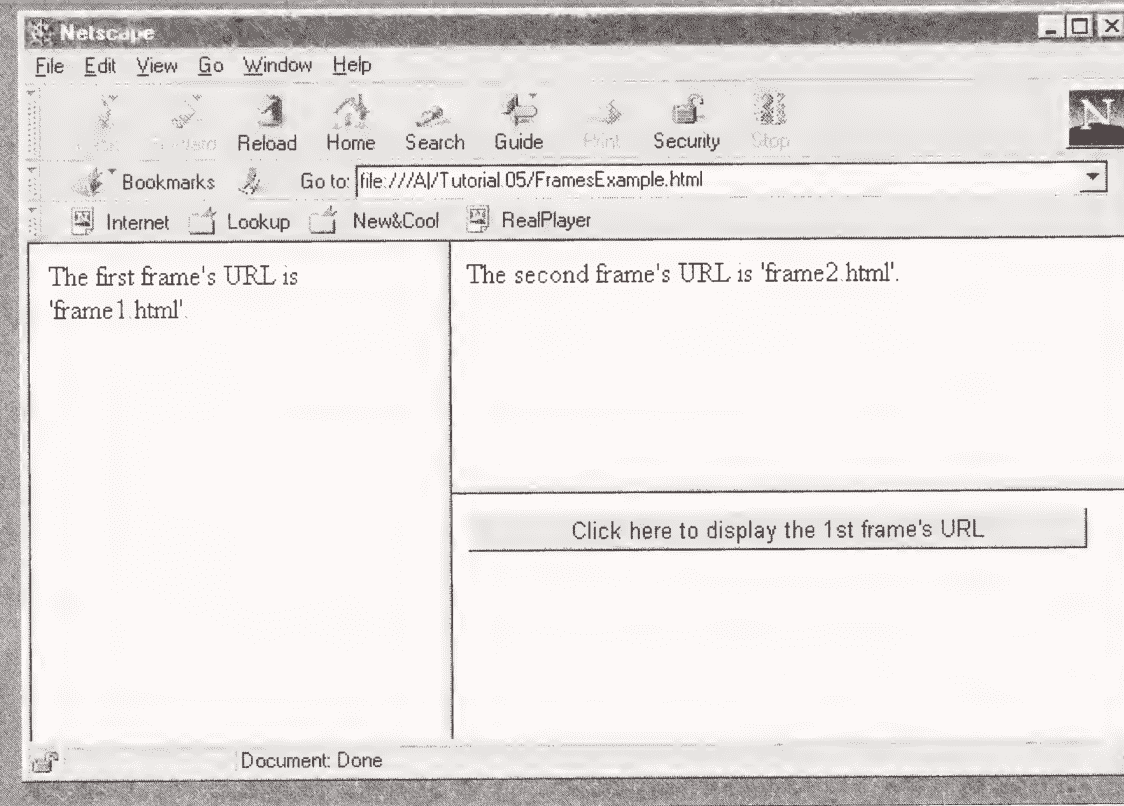 Netscape
File Edit View Go Window Help
Reload Home Search Guide Print Security Stop
Bookmarks Go to: file:///A|/Tutorial.05/FramesExample.html
Internet Lookup New&Cool RealPlayer
The first frame's URL is
'frame1.html'.
The second frame's URL is 'frame2.html'.
Click here to display the 1st frame's URL
Document: Done
N